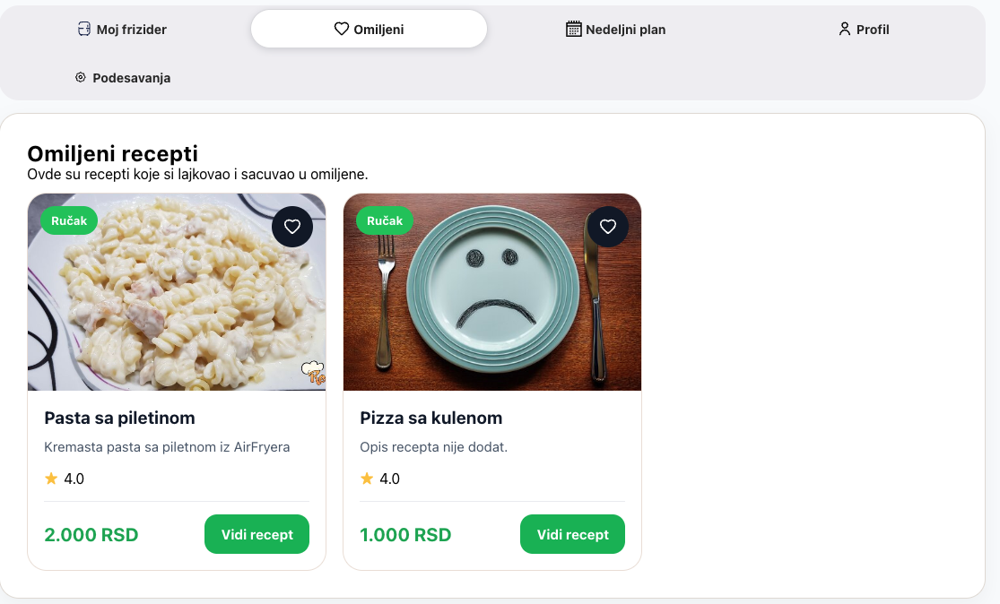 Moj frizider
Omiljeni
Nedeljni plan
Profil
Podesavanja
Omiljeni recepti
Ovde su recepti koje si lajkovao i sacuvao u omiljene.
Ručak
Pasta sa piletinom
Kremasta pasta sa piletnom iz AirFryera
4.0
2.000 RSD
Vidi recept
Ručak
Pizza sa kulenom
Opis recepta nije dodat.
4.0
1.000 RSD
Vidi recept